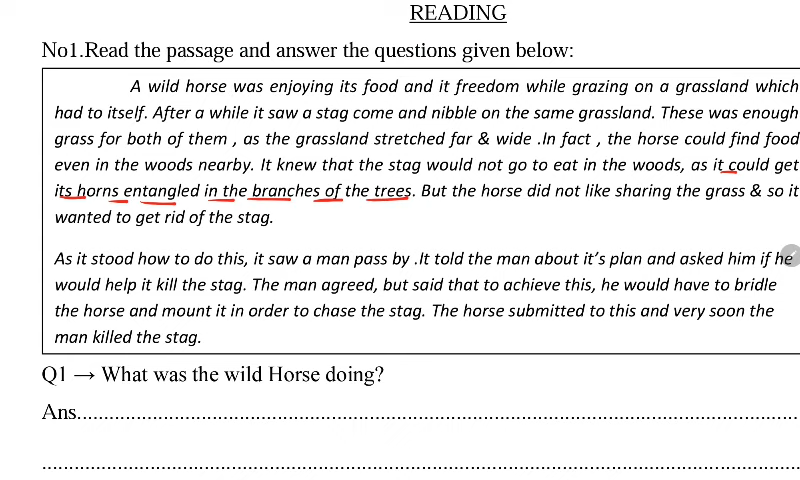 READING
No1.Read the passage and answer the questions given below:
A wild horse was enjoying its food and it freedom while grazing on a grassland which
had to itself. After a while it saw a stag come and nibble on the same grassland. These was enough
grass for both of them , as the grassland stretched far & wide .In fact , the horse could find food
even in the woods nearby. It knew that the stag would not go to eat in the woods, as it could get
its horns entangled in the branches of the trees. But the horse did not like sharing the grass & so it
wanted to get rid of the stag.
As it stood how to do this, it saw a man pass by .It told the man about it's plan and asked him if he
would help it kill the stag. The man agreed, but said that to achieve this, he would have to bridle
the horse and mount it in order to chase the stag. The horse submitted to this and very soon the
man killed the stag.
Q1 → What was the wild Horse doing?
Ans................................................................................................................................
................................................................................................................................